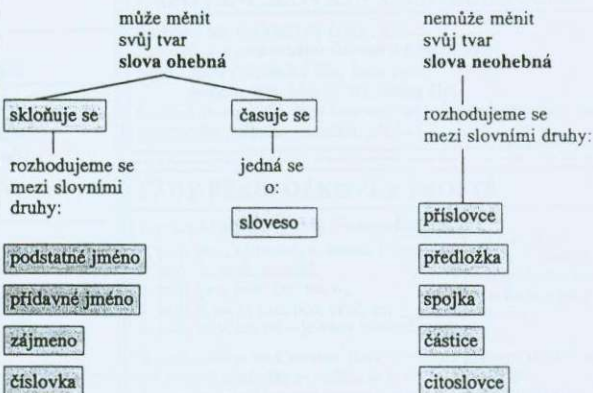 může měnit
svůj tvar
slova ohebná
skloňuje se
časuje se
rozhodujeme se
mezi slovními
druhy:
jedná se
o:
sloveso
podstatné jméno
přídavné jméno
zájmeno
číslovka
nemůže měnit
svůj tvar
slova neohebná
rozhodujeme se
mezi slovními druhy:
příslovce
předložka
spojka
částice
citoslovce